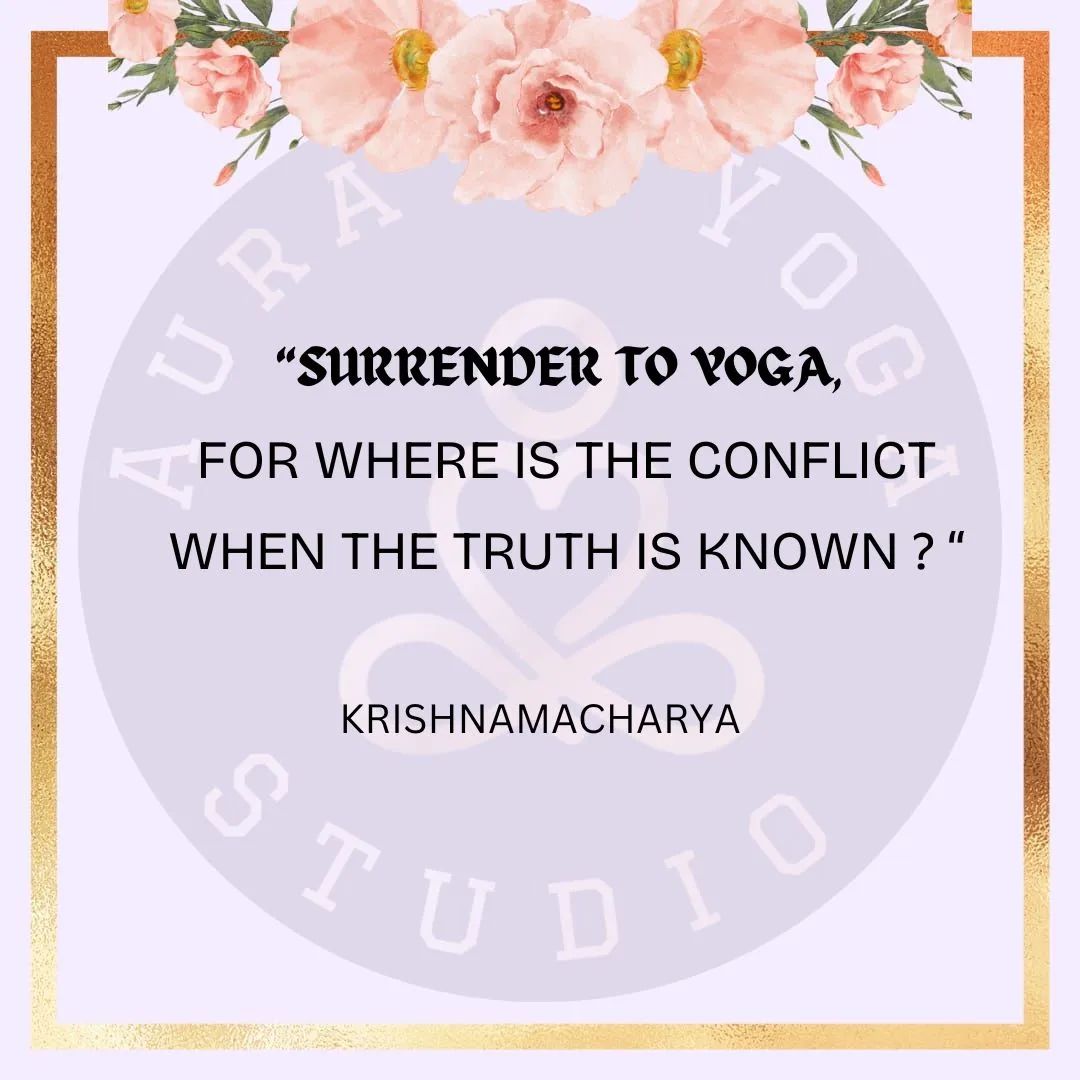 AURA YOGA
“SURRENDER TO YOGA,
FOR WHERE IS THE CONFLICT
WHEN THE TRUTH IS KNOWN ? “
KRISHNAMACHARYA
STUDIO